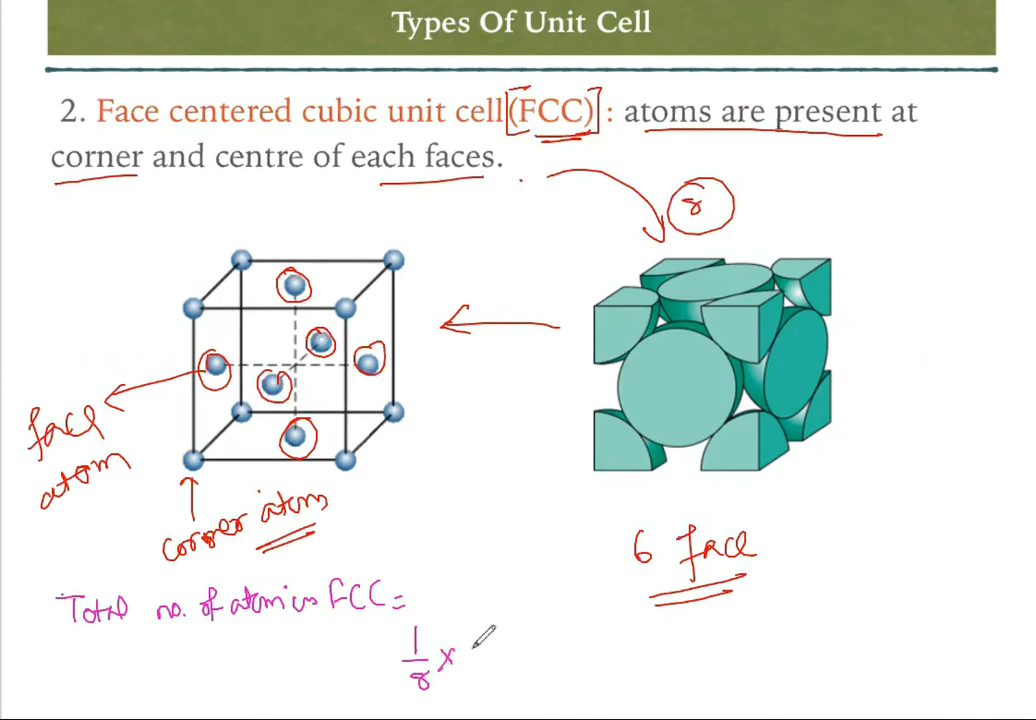 Types Of Unit Cell
2. Face centered cubic unit cell (FCC) : atoms are present at
corner and centre of each faces.
8
face
atom
corner atom
6 face
Total no. of atom in FCC =
1/8 ×